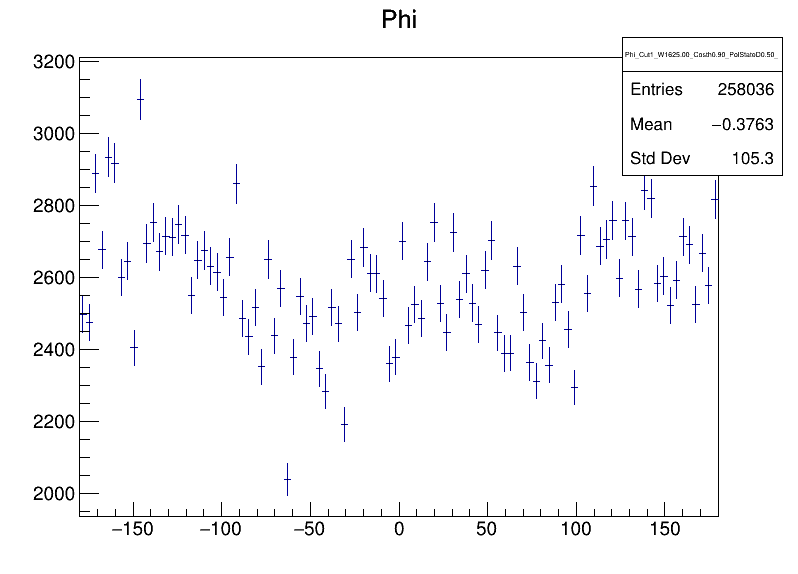 Phi
Phi_Cut1_W1625.00_Costh0.90_PolStateD0.50_
Entries 258036
Mean −0.3763
Std Dev 105.3
3200
3000
2800
2600
2400
2200
2000
−150 −100 −50 0 50 100 150